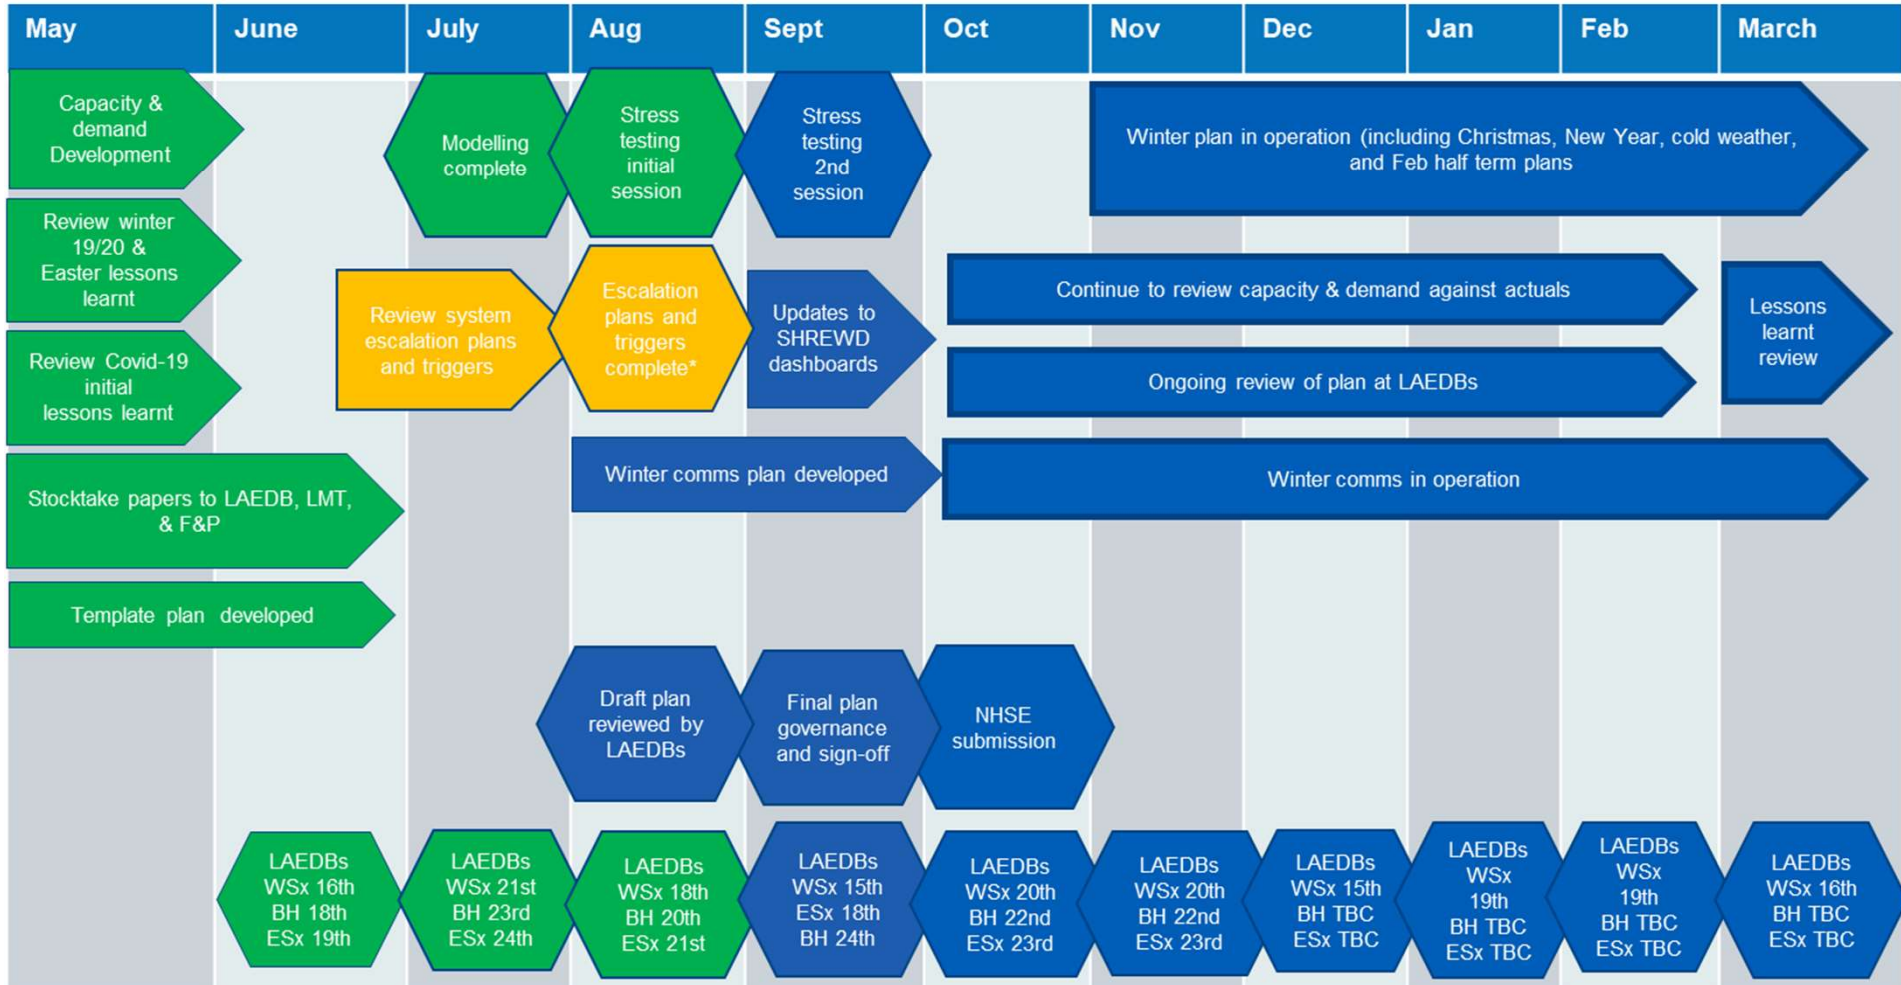 May
June
July
Aug
Sept
Oct
Nov
Dec
Jan
Feb
March
Capacity &
demand
Development
Modelling
complete
Stress
testing
initial
session
Stress
testing
2nd
session
Winter plan in operation (including Christmas, New Year, cold weather,
and Feb half term plans
Review winter
19/20 &
Easter lessons
learnt
Review system
escalation plans
and triggers
Escalation
plans and
triggers
complete*
Updates to
SHREWD
dashboards
Continue to review capacity & demand against actuals
Lessons
learnt
review
Review Covid-19
initial
lessons learnt
Ongoing review of plan at LAEDBs
Stocktake papers to LAEDB, LMT,
& F&P
Winter comms plan developed
Winter comms in operation
Template plan developed
Draft plan
reviewed by
LAEDBs
Final plan
governance
and sign-off
NHSE
submission
LAEDBs
WSx 16th
BH 18th
ESx 19th
LAEDBs
WSx 21st
BH 23rd
ESx 24th
LAEDBs
WSx 18th
BH 20th
ESx 21st
LAEDBs
WSx 15th
ESx 18th
BH 24th
LAEDBs
WSx 20th
BH 22nd
ESx 23rd
LAEDBs
WSx 20th
BH 22nd
ESx 23rd
LAEDBs
WSx 15th
BH TBC
ESx TBC
LAEDBs
WSx
19th
BH TBC
ESx TBC
LAEDBs
WSx
19th
BH TBC
ESx TBC
LAEDBs
WSx 16th
BH TBC
ESx TBC